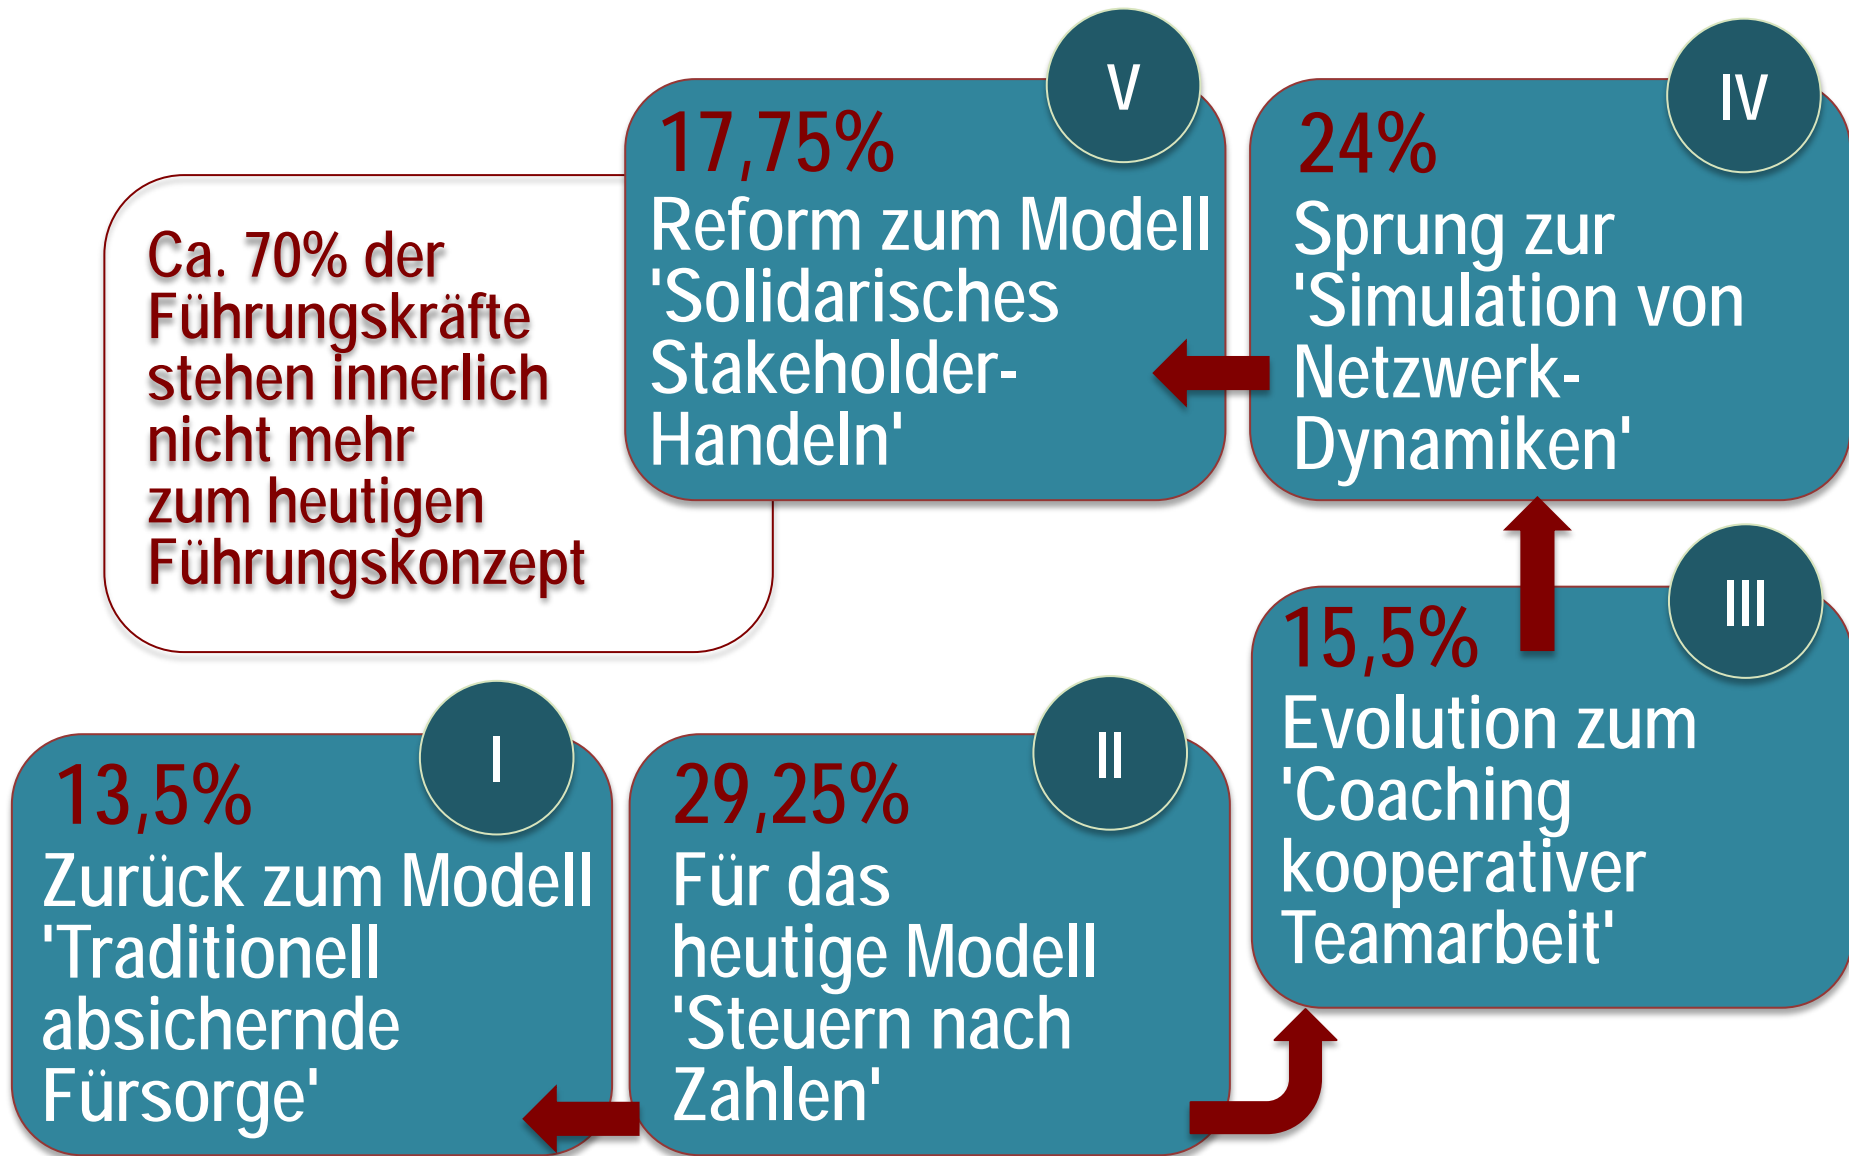 Ca. 70% der
Führungskräfte
stehen innerlich
nicht mehr
zum heutigen
Führungskonzept
V
17,75%
Reform zum Modell
'Solidarisches
Stakeholder-
Handeln'
IV
24%
Sprung zur
'Simulation von
Netzwerk-
Dynamiken'
I
13,5%
Zurück zum Modell
'Traditionell
absichernde
Fürsorge'
II
29,25%
Für das
heutige Modell
'Steuern nach
Zahlen'
III
15,5%
Evolution zum
'Coaching
kooperativer
Teamarbeit'